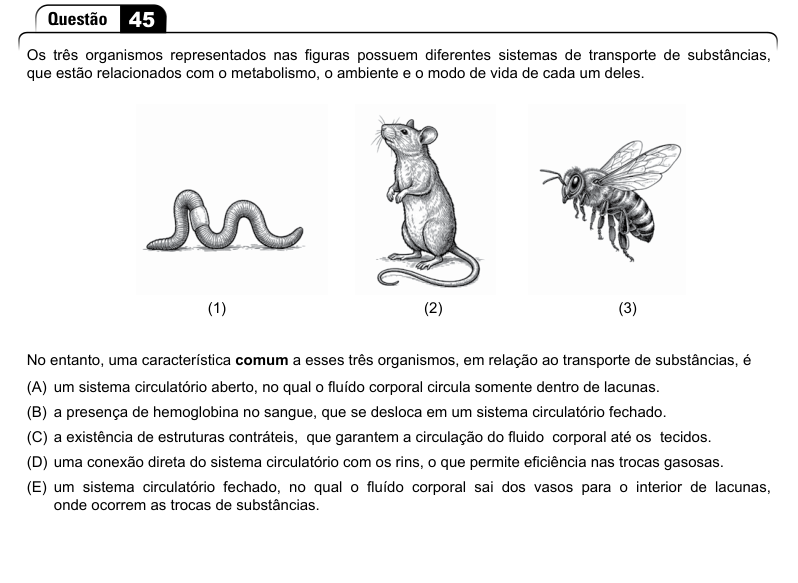 Questão 45
Os três organismos representados nas figuras possuem diferentes sistemas de transporte de substâncias,
que estão relacionados com o metabolismo, o ambiente e o modo de vida de cada um deles.
(1) (2) (3)
No entanto, uma característica comum a esses três organismos, em relação ao transporte de substâncias, é
(A) um sistema circulatório aberto, no qual o fluído corporal circula somente dentro de lacunas.
(B) a presença de hemoglobina no sangue, que se desloca em um sistema circulatório fechado.
(C) a existência de estruturas contráteis, que garantem a circulação do fluido corporal até os tecidos.
(D) uma conexão direta do sistema circulatório com os rins, o que permite eficiência nas trocas gasosas.
(E) um sistema circulatório fechado, no qual o fluído corporal sai dos vasos para o interior de lacunas,
onde ocorrem as trocas de substâncias.